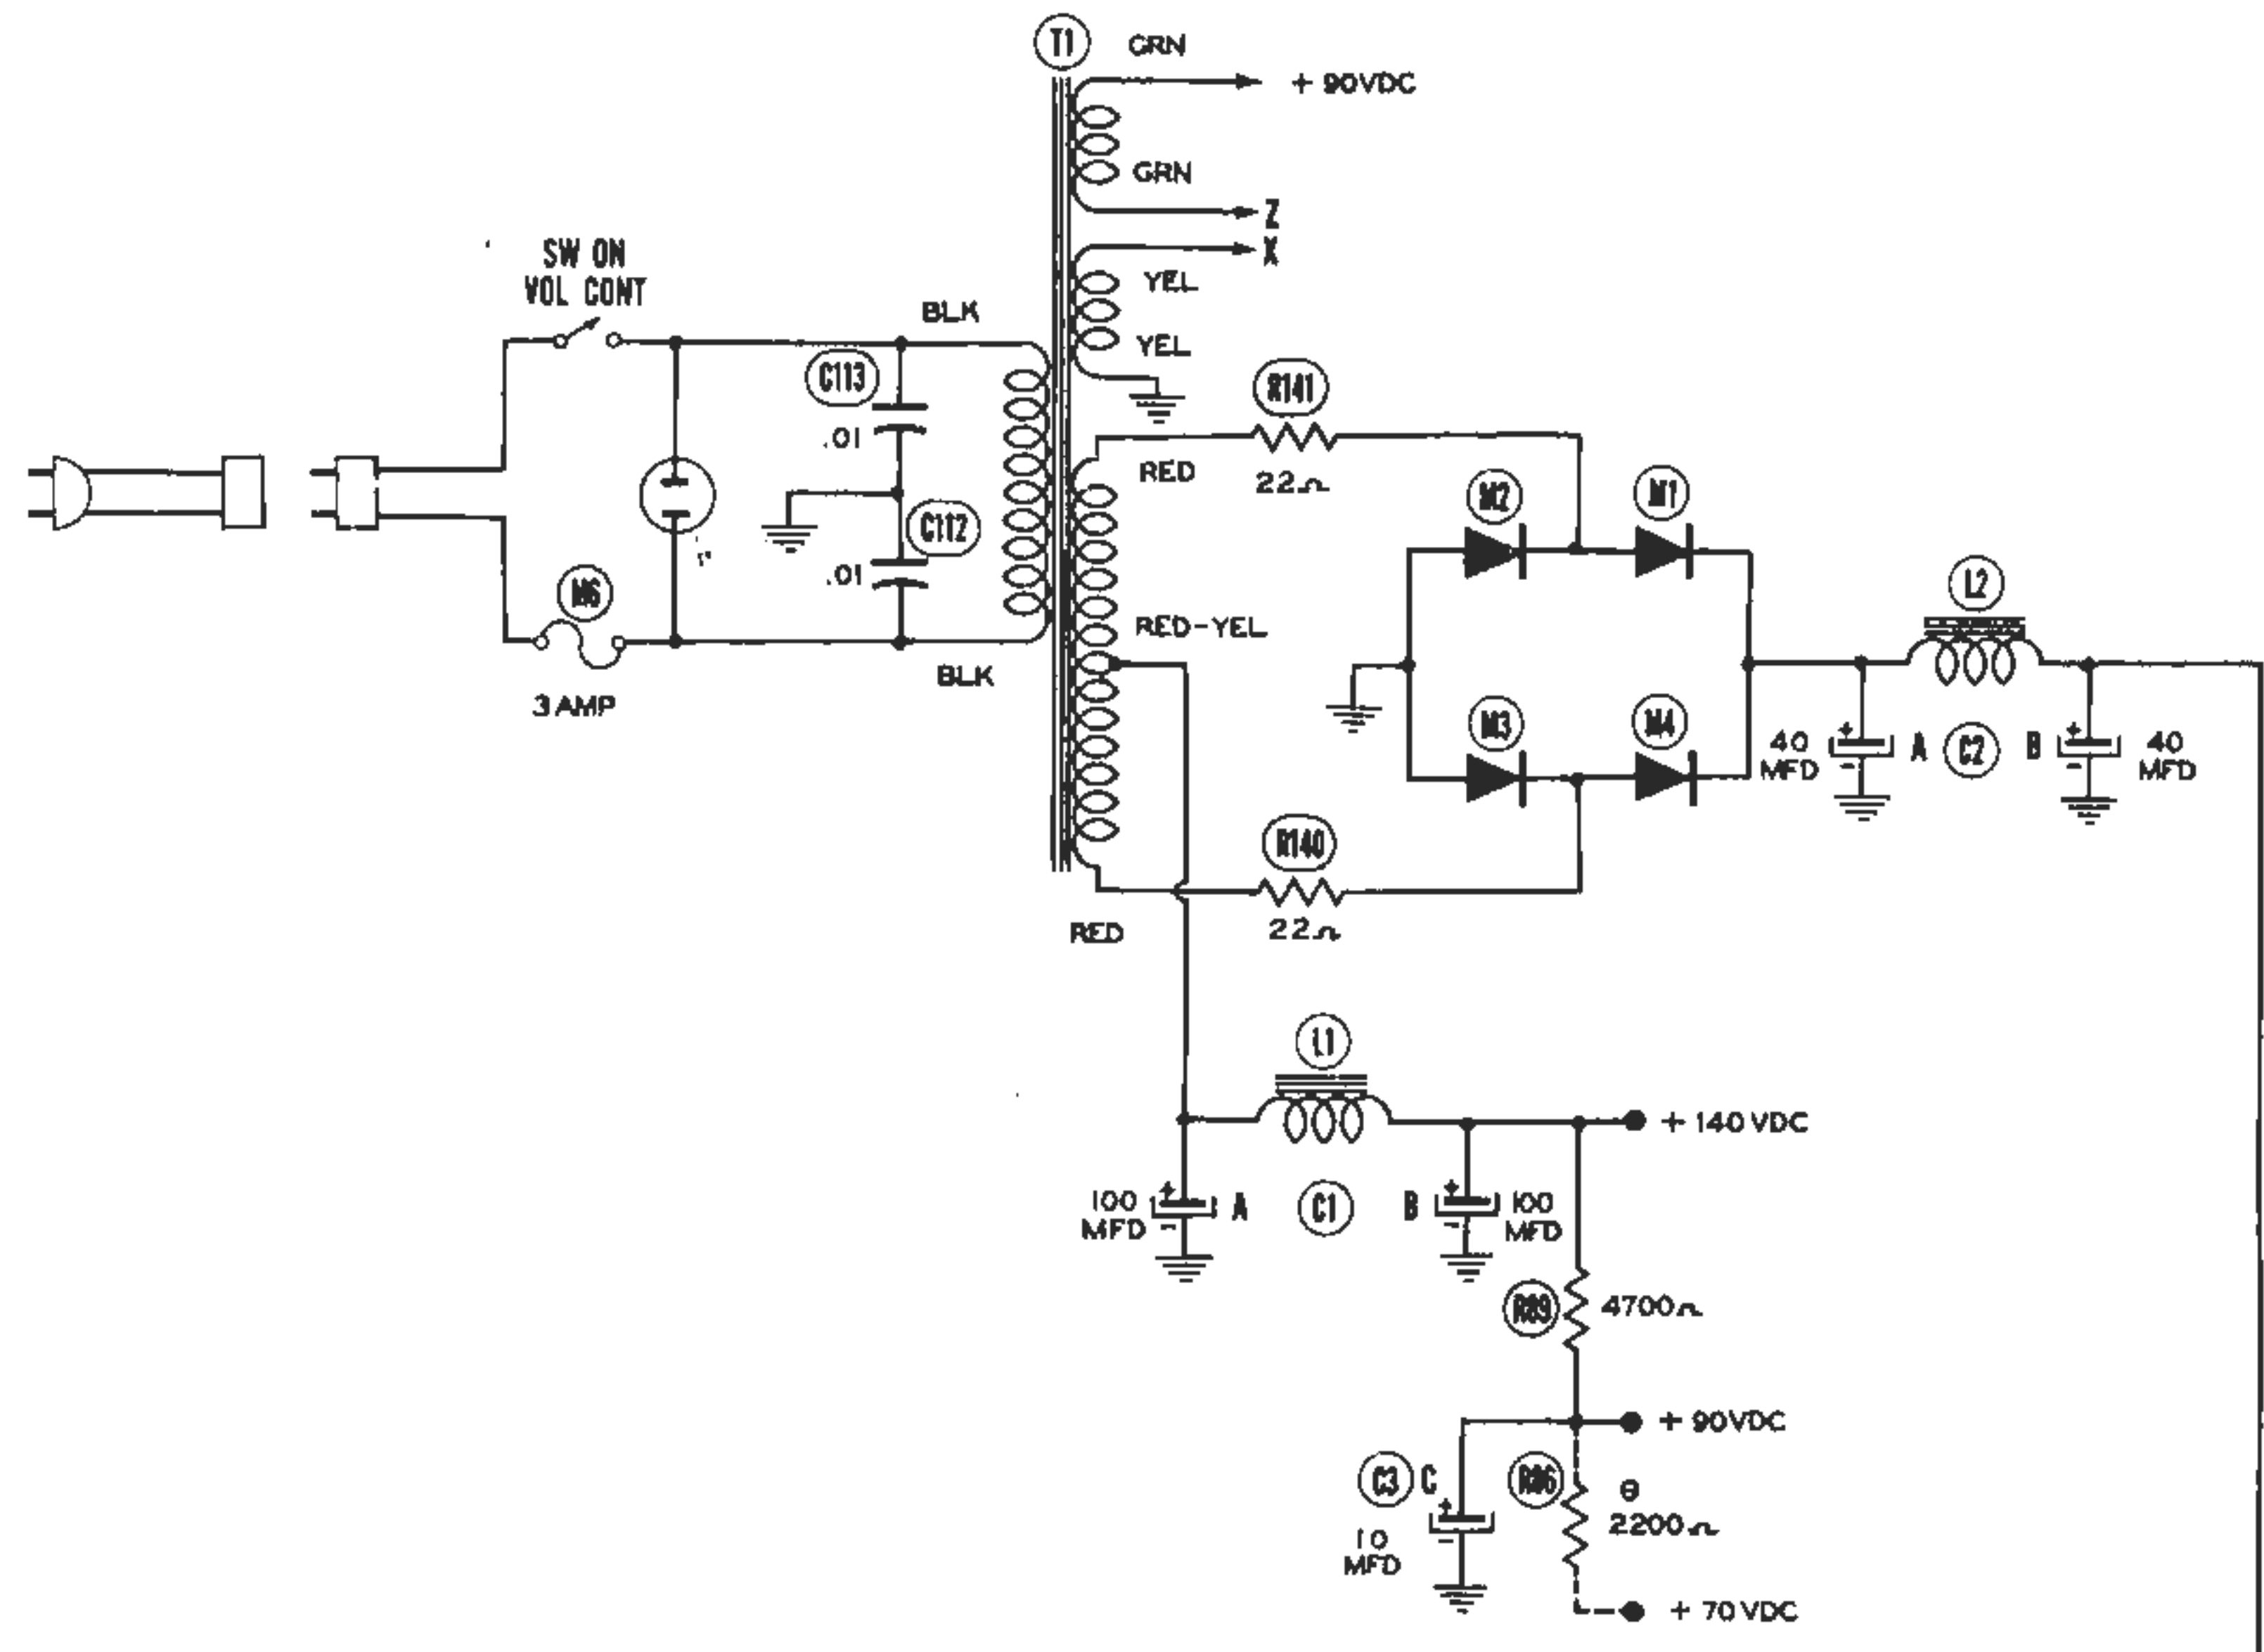 T1
GRN
+ 90VDC
GRN
Z
X
SW ON
VOL CONT
YEL
BLK
YEL
C113
R141
.01
RED
22Ω
M2
M1
C112
L2
.01
M6
RED-YEL
BLK
3 AMP
M3
M4
40
MFD
A
C2
B
40
MFD
R140
22Ω
RED
L1
+ 140 VDC
100
MFD
A
C1
B
100
MFD
R89
4700Ω
+ 90VDC
C3
C
θ
2200Ω
10
MFD
+ 70 VDC